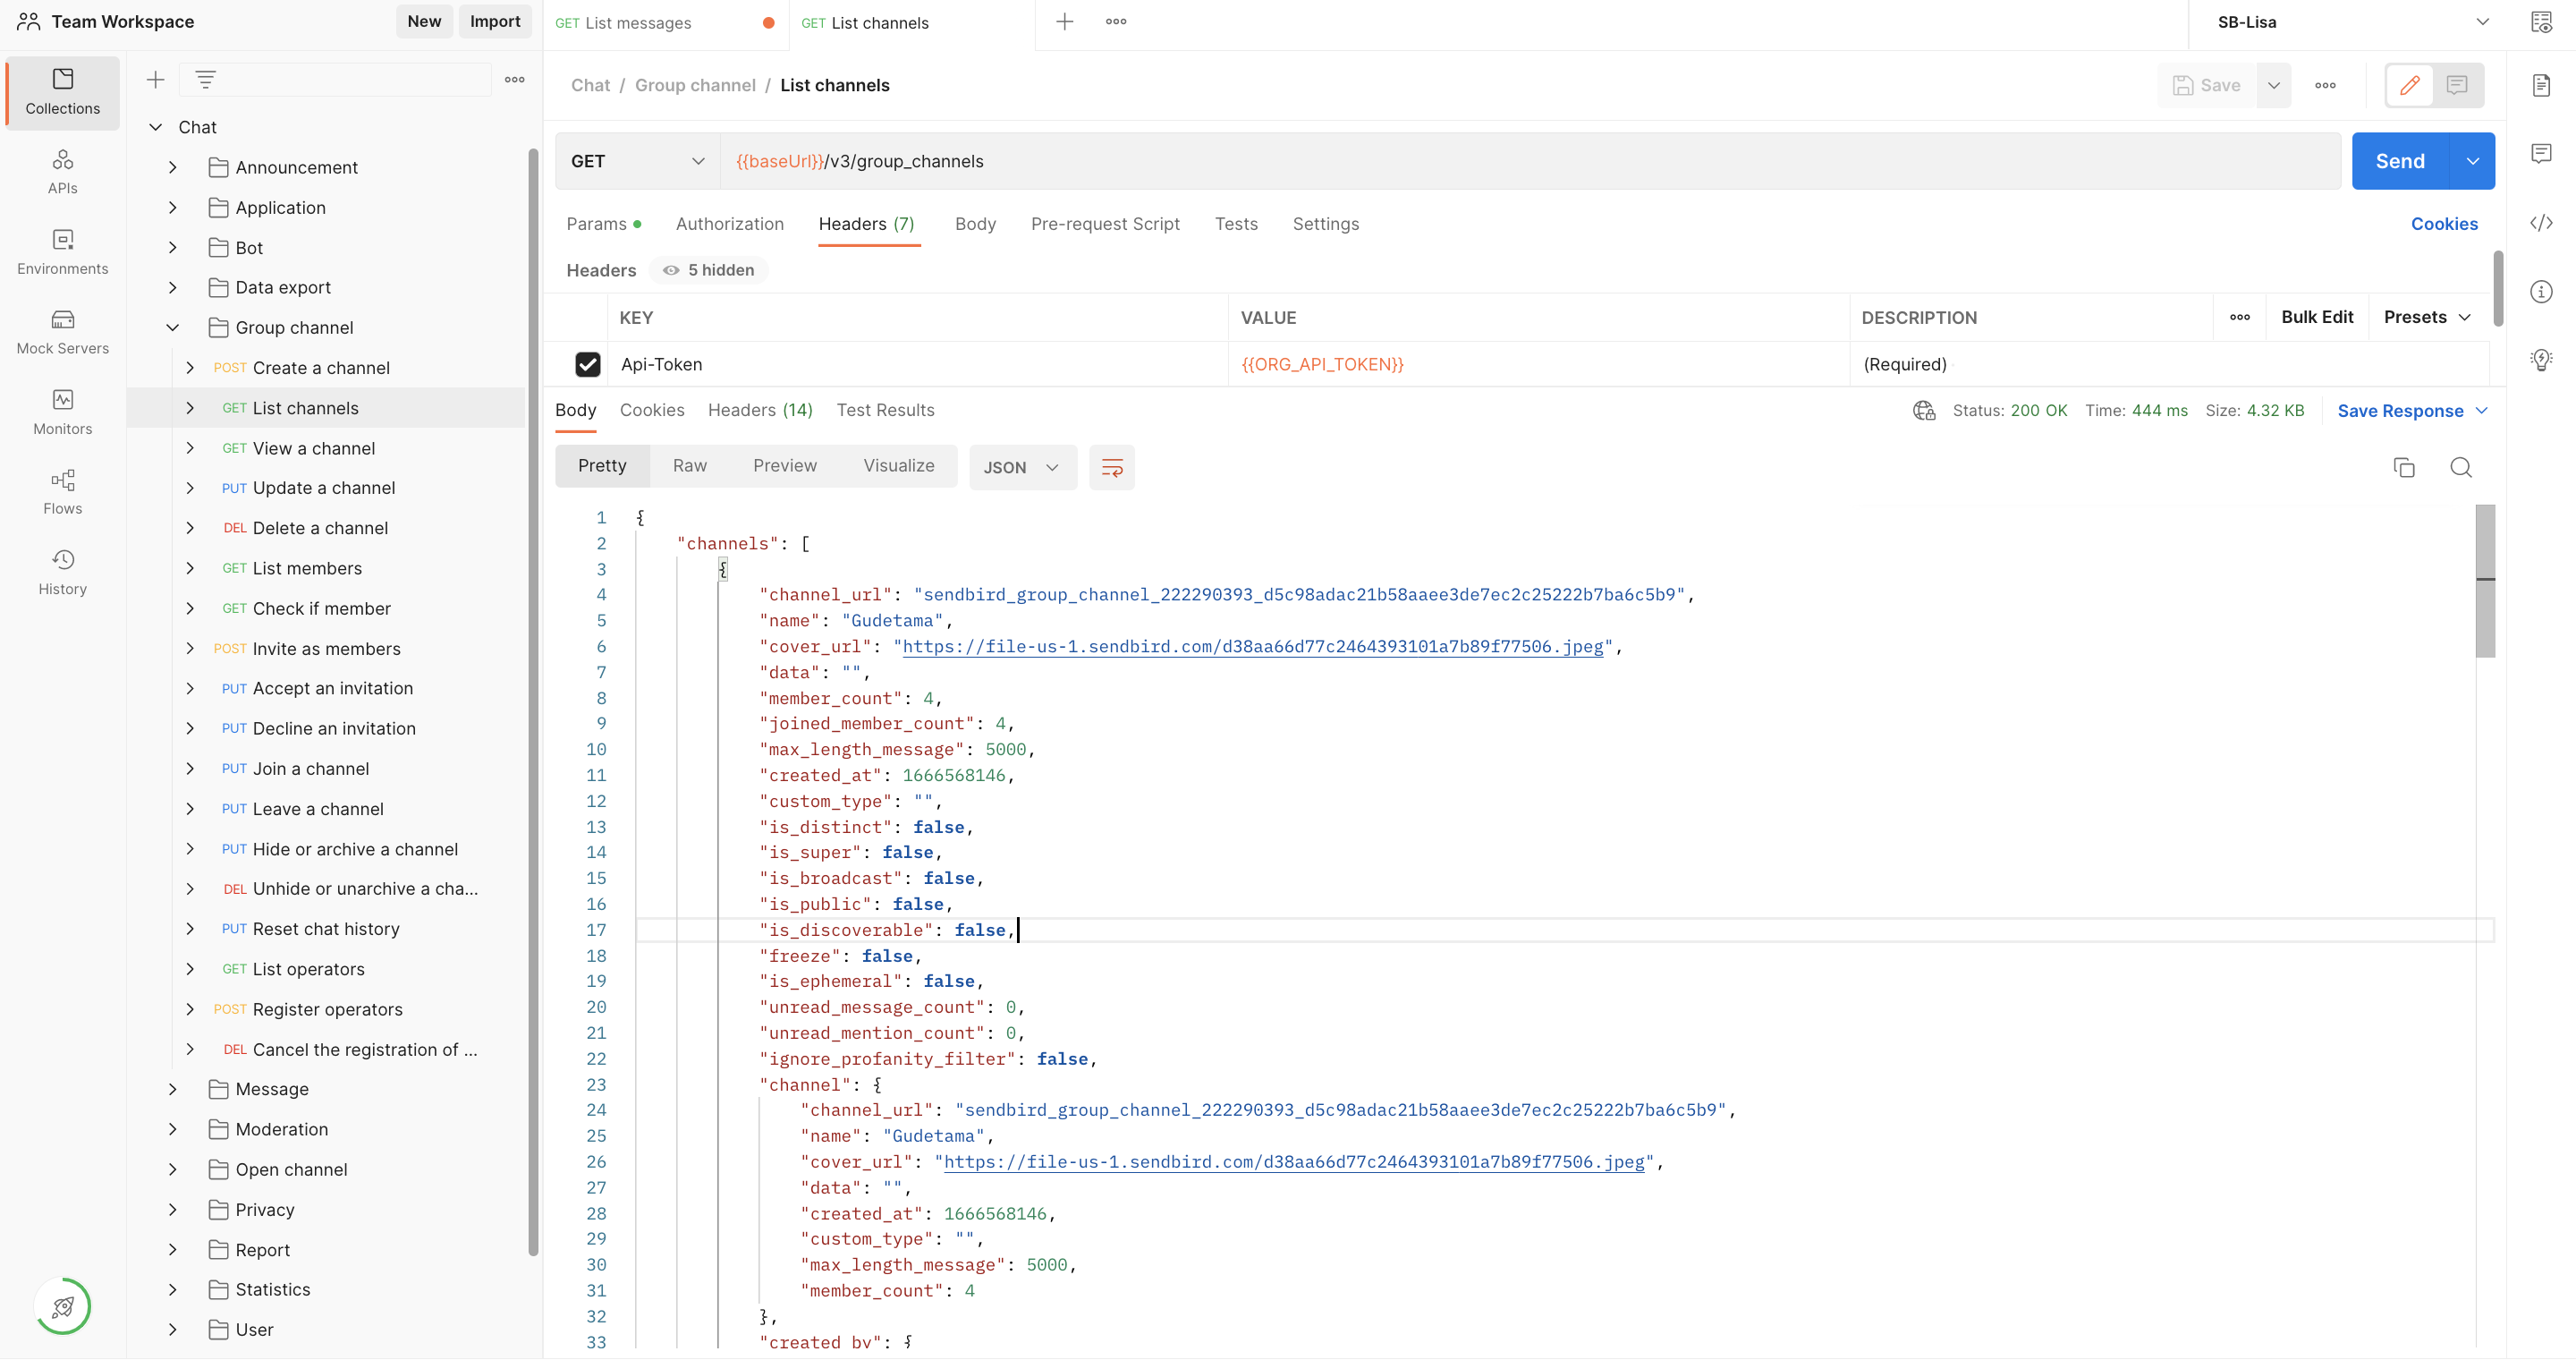 Team Workspace New Import GET List messages GET List channels SB-Lisa
Collections
Chat / Group channel / List channels Save
Chat
Announcement
GET {{baseUrl}}/v3/group_channels Send
APIs
Application
Params Authorization Headers (7) Body Pre-request Script Tests Settings Cookies
Bot
Environments
Headers 5 hidden
Data export
KEY VALUE DESCRIPTION Bulk Edit Presets
Group channel
Mock Servers
Api-Token {{ORG_API_TOKEN}} (Required)
POST Create a channel
GET List channels
Body Cookies Headers (14) Test Results Status: 200 OK Time: 444 ms Size: 4.32 KB Save Response
Monitors
GET View a channel
Pretty Raw Preview Visualize JSON
PUT Update a channel
Flows
DEL Delete a channel
GET List members
History
GET Check if member
POST Invite as members
PUT Accept an invitation
PUT Decline an invitation
PUT Join a channel
PUT Leave a channel
PUT Hide or archive a channel
DEL Unhide or unarchive a cha...
PUT Reset chat history
GET List operators
POST Register operators
DEL Cancel the registration of ...
Message
Moderation
Open channel
Privacy
Report
Statistics
User
1 {
2 "channels": [
3 {
4 "channel_url": "sendbird_group_channel_222290393_d5c98adac21b58aaee3de7ec2c25222b7ba6c5b9",
5 "name": "Gudetama",
6 "cover_url": "https://file-us-1.sendbird.com/d38aa66d77c2464393101a7b89f77506.jpeg",
7 "data": "",
8 "member_count": 4,
9 "joined_member_count": 4,
10 "max_length_message": 5000,
11 "created_at": 1666568146,
12 "custom_type": "",
13 "is_distinct": false,
14 "is_super": false,
15 "is_broadcast": false,
16 "is_public": false,
17 "is_discoverable": false,
18 "freeze": false,
19 "is_ephemeral": false,
20 "unread_message_count": 0,
21 "unread_mention_count": 0,
22 "ignore_profanity_filter": false,
23 "channel": {
24 "channel_url": "sendbird_group_channel_222290393_d5c98adac21b58aaee3de7ec2c25222b7ba6c5b9",
25 "name": "Gudetama",
26 "cover_url": "https://file-us-1.sendbird.com/d38aa66d77c2464393101a7b89f77506.jpeg",
27 "data": "",
28 "created_at": 1666568146,
29 "custom_type": "",
30 "max_length_message": 5000,
31 "member_count": 4
32 },
33 "created_by": {